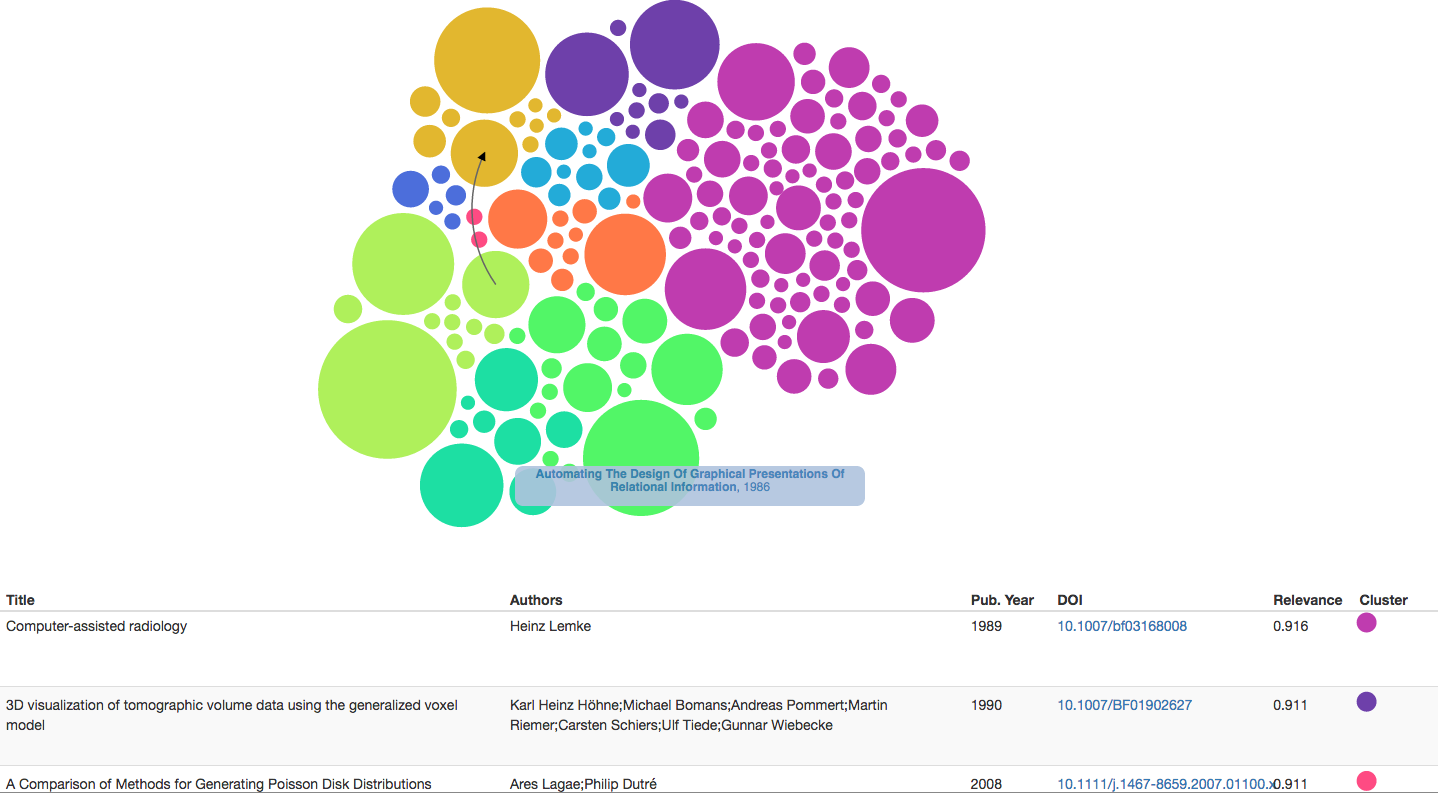 Automating The Design Of Graphical Presentations Of
Relational Information, 1986
Title Authors Pub. Year DOI Relevance Cluster
Computer-assisted radiology Heinz Lemke 1989 10.1007/bf03168008 0.916
3D visualization of tomographic volume data using the generalized voxel Karl Heinz Höhne;Michael Bomans;Andreas Pommert;Martin 1990 10.1007/BF01902627 0.911
model Riemer;Carsten Schiers;Ulf Tiede;Gunnar Wiebecke
A Comparison of Methods for Generating Poisson Disk Distributions Ares Lagae;Philip Dutré 2008 10.1111/j.1467-8659.2007.01100.x 0.911